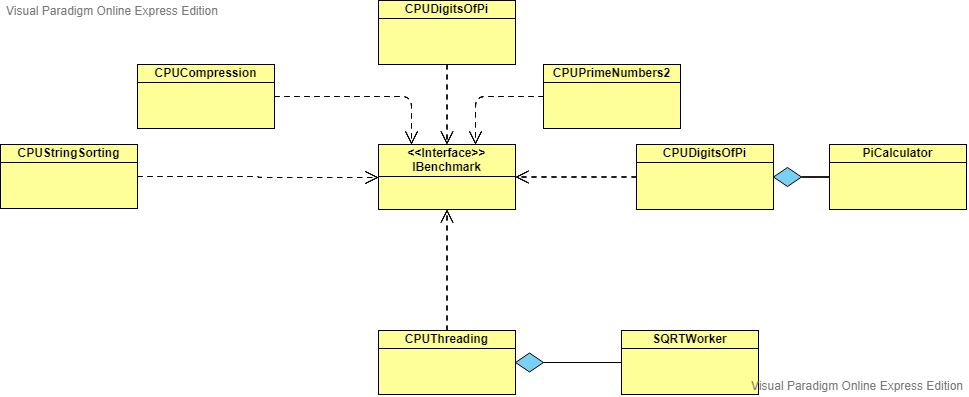 Visual Paradigm Online Express Edition
CPUDigitsOfPi
CPUCompression
CPUPrimeNumbers2
CPUStringSorting
<<Interface>>
IBenchmark
CPUDigitsOfPi
PiCalculator
CPUThreading
SQRTWorker
Visual Paradigm Online Express Edition